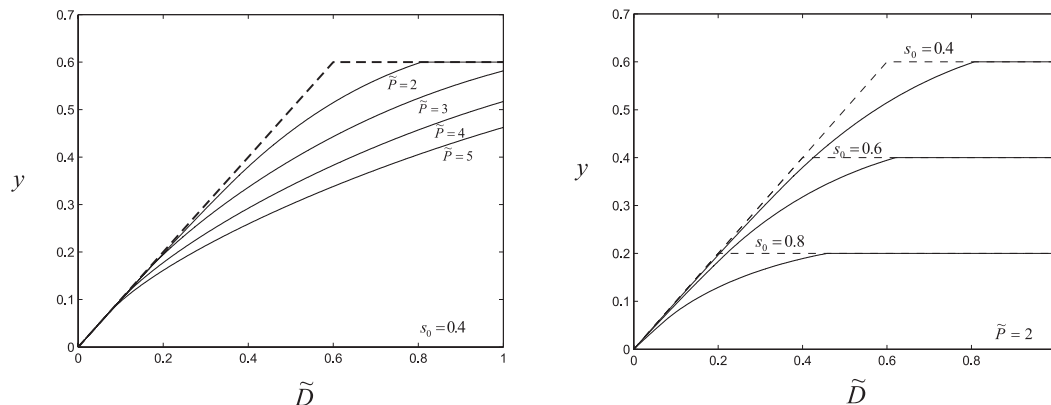 0.7
0.6
0.5
0.4
0.3
0.2
0.1
0
y
P̃ = 2
P̃ = 3
P̃ = 4
P̃ = 5
s₀ = 0.4
0 0.2 0.4 0.6 0.8 1
D̃
0.7
0.6
0.5
0.4
0.3
0.2
0.1
0
y
s₀ = 0.4
s₀ = 0.6
s₀ = 0.8
P̃ = 2
0 0.2 0.4 0.6 0.8
D̃